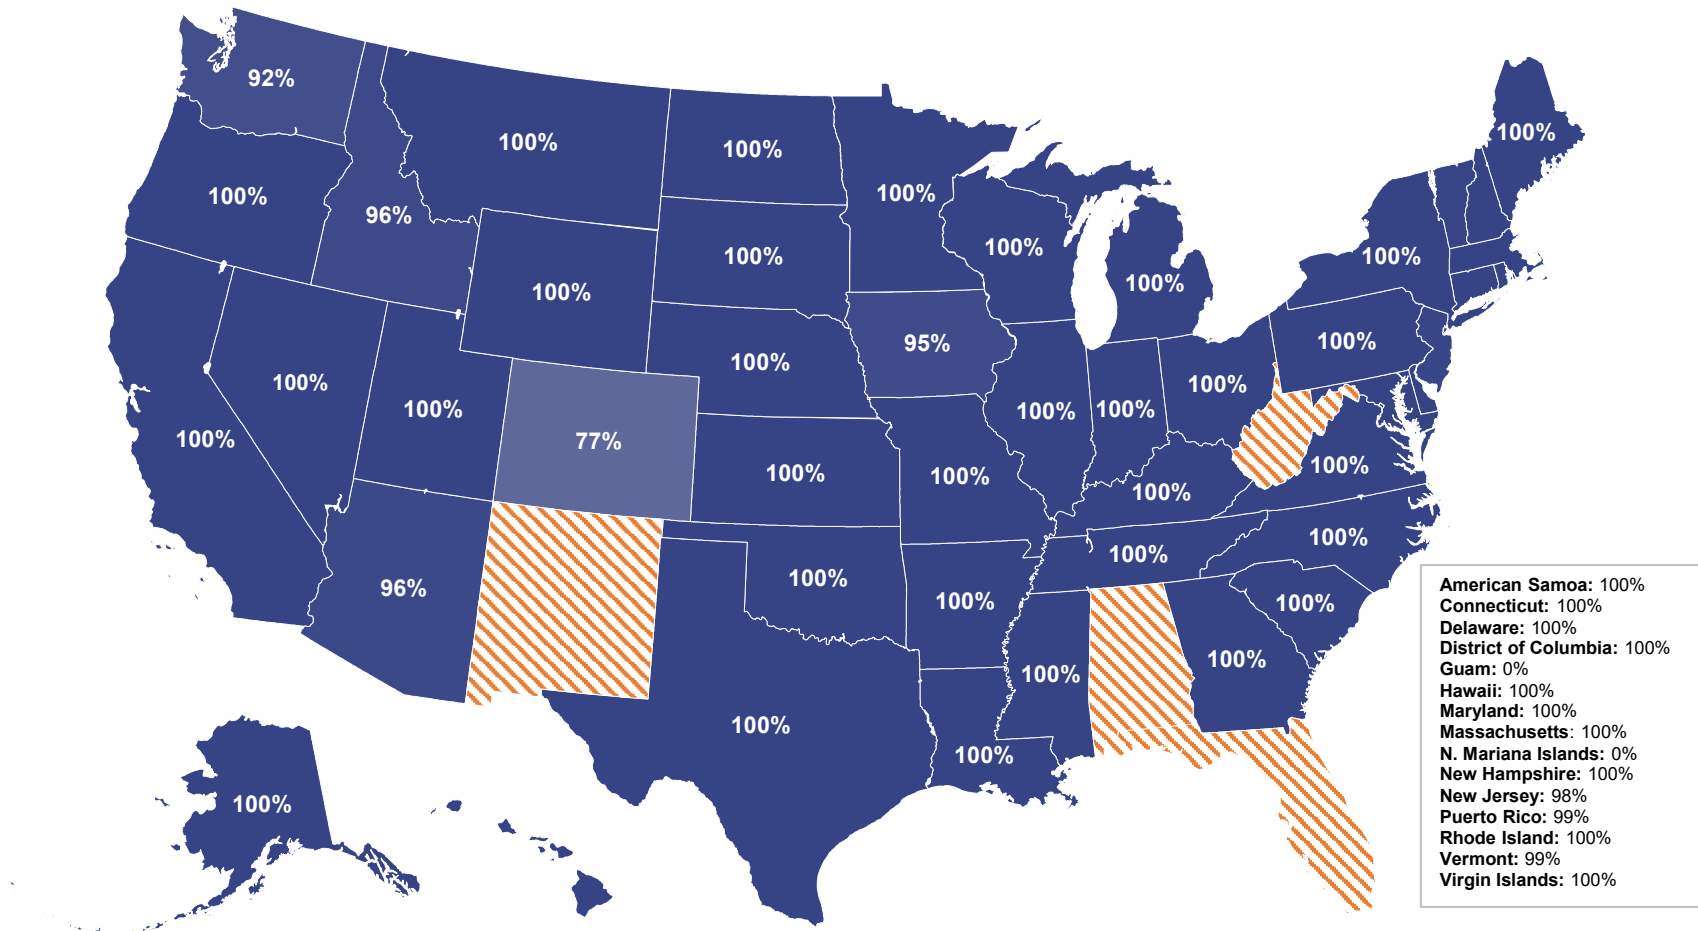 92%
100%
100%
100%
100%
100%
96%
100%
100%
100%
100%
100%
100%
100%
95%
100%
100%
100%
100%
100%
100%
100%
77%
100%
100%
100%
100%
100%
100%
100%
96%
100%
100%
100%
100%
100%
100%
100%
100%
American Samoa: 100%
Connecticut: 100%
Delaware: 100%
District of Columbia: 100%
Guam: 0%
Hawaii: 100%
Maryland: 100%
Massachusetts: 100%
N. Mariana Islands: 0%
New Hampshire: 100%
New Jersey: 98%
Puerto Rico: 99%
Rhode Island: 100%
Vermont: 99%
Virgin Islands: 100%